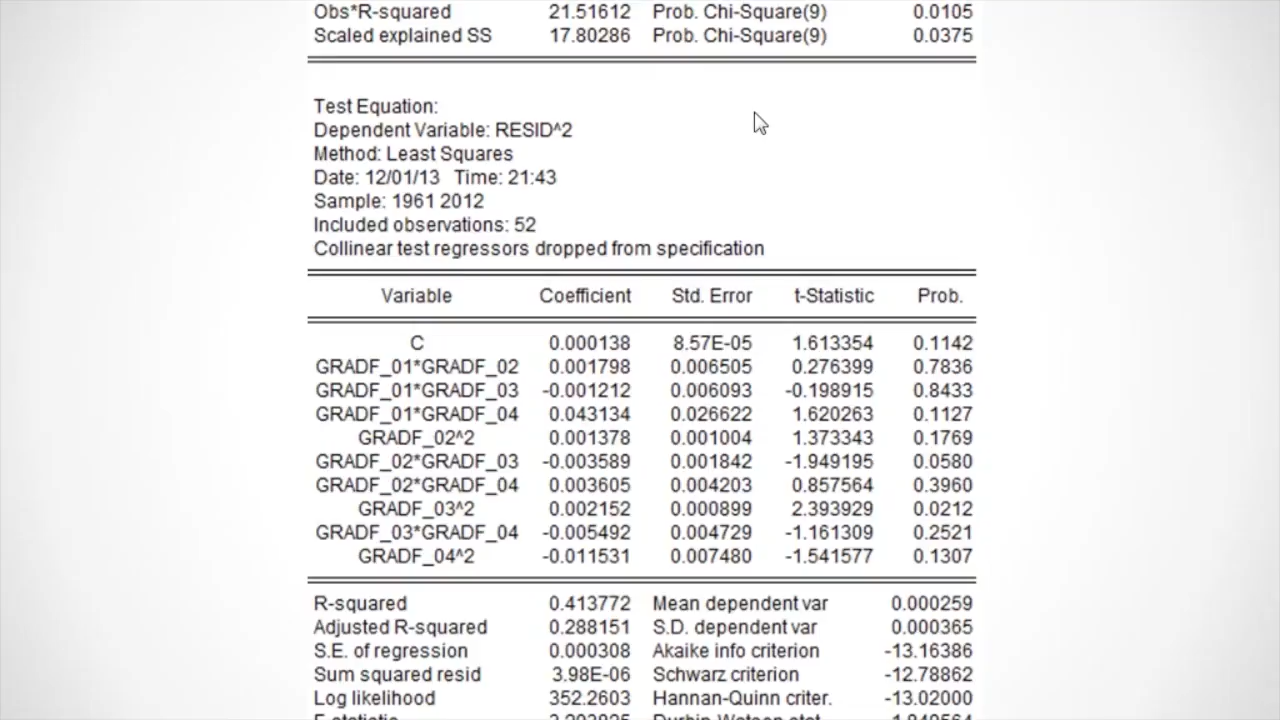 Obs*R-squared 21.51612 Prob. Chi-Square(9) 0.0105
Scaled explained SS 17.80286 Prob. Chi-Square(9) 0.0375
Test Equation:
Dependent Variable: RESID^2
Method: Least Squares
Date: 12/01/13 Time: 21:43
Sample: 1961 2012
Included observations: 52
Collinear test regressors dropped from specification
Variable Coefficient Std. Error t-Statistic Prob.
C 0.000138 8.57E-05 1.613354 0.1142
GRADF_01*GRADF_02 0.001798 0.006505 0.276399 0.7836
GRADF_01*GRADF_03 -0.001212 0.006093 -0.198915 0.8433
GRADF_01*GRADF_04 0.043134 0.026622 1.620263 0.1127
GRADF_02^2 0.001378 0.001004 1.373343 0.1769
GRADF_02*GRADF_03 -0.003589 0.001842 -1.949195 0.0580
GRADF_02*GRADF_04 0.003605 0.004203 0.857564 0.3960
GRADF_03^2 0.002152 0.000899 2.393929 0.0212
GRADF_03*GRADF_04 -0.005492 0.004729 -1.161309 0.2521
GRADF_04^2 -0.011531 0.007480 -1.541577 0.1307
R-squared 0.413772 Mean dependent var 0.000259
Adjusted R-squared 0.288151 S.D. dependent var 0.000365
S.E. of regression 0.000308 Akaike info criterion -13.16386
Sum squared resid 3.98E-06 Schwarz criterion -12.78862
Log likelihood 352.2603 Hannan-Quinn criter. -13.02000